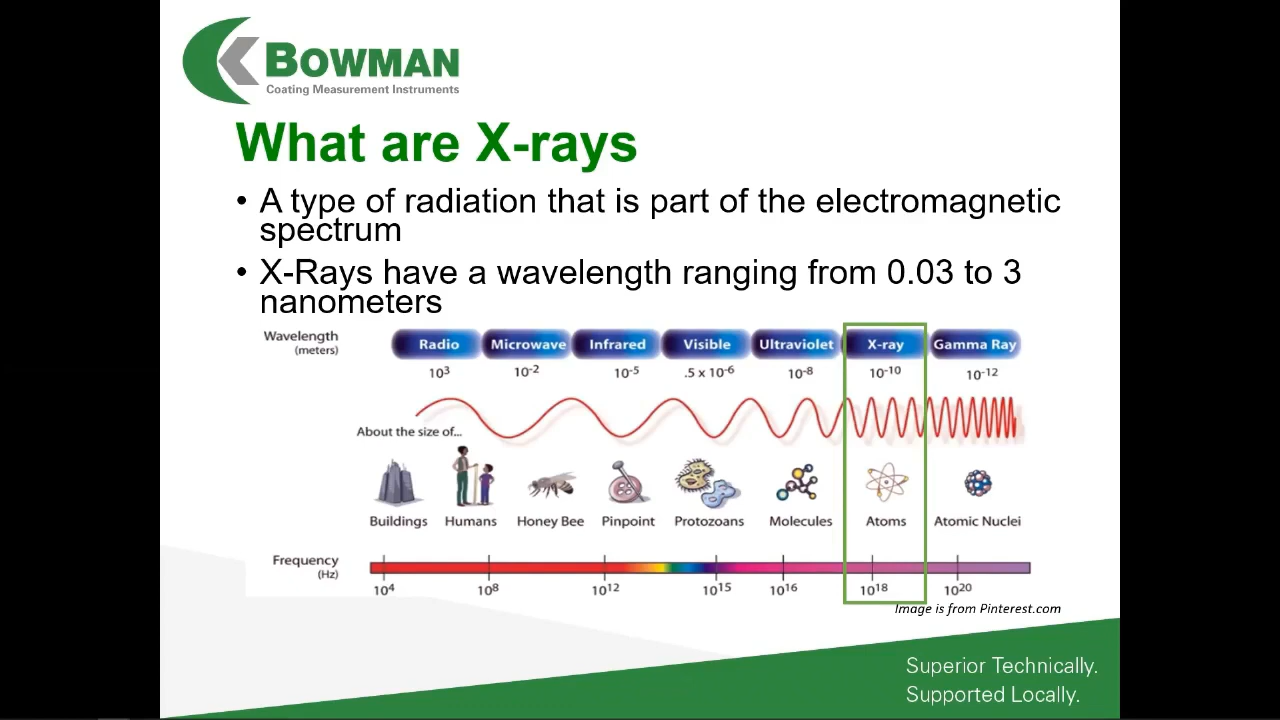 BOWMAN
Coating Measurement Instruments
What are X-rays
• A type of radiation that is part of the electromagnetic
spectrum
• X-Rays have a wavelength ranging from 0.03 to 3
nanometers
Wavelength
(meters)
Radio Microwave Infrared Visible Ultraviolet X-ray Gamma Ray
10³ 10⁻² 10⁻⁵ .5 x 10⁻⁶ 10⁻⁸ 10⁻¹⁰ 10⁻¹²
About the size of...
Buildings Humans Honey Bee Pinpoint Protozoans Molecules Atoms Atomic Nuclei
Frequency
(Hz)
10⁴ 10⁸ 10¹² 10¹⁵ 10¹⁶ 10¹⁸ 10²⁰
Image is from Pinterest.com
Superior Technically.
Supported Locally.